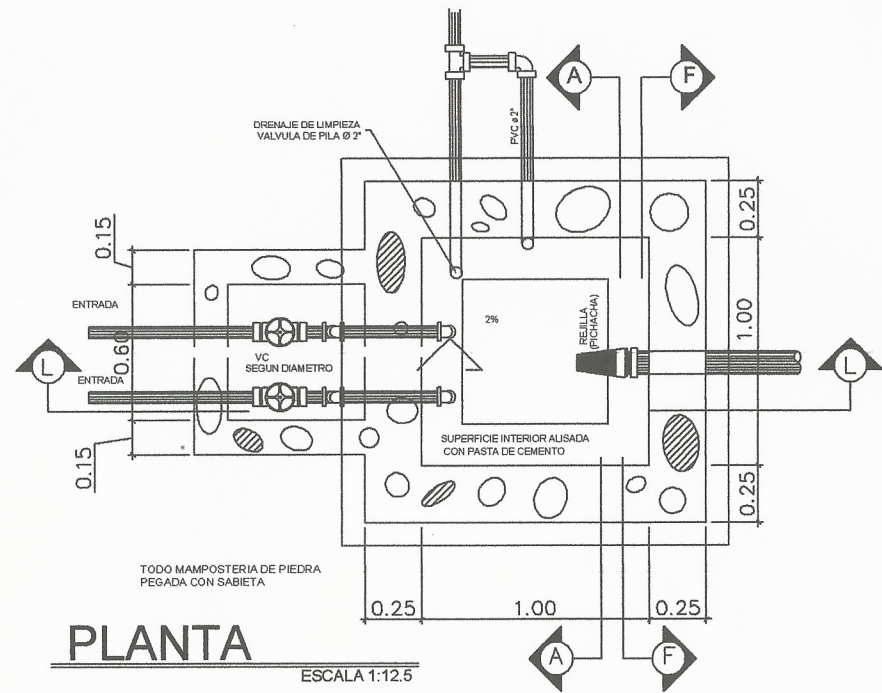 A
F
DRENAJE DE LIMPIEZA
VALVULA DE PILA Ø 2"
PVC ø 2"
0.15
0.25
ENTRADA
0.60
2%
REJILLA
(PICHACHA)
1.00
VC
SEGUN DIAMETRO
L
L
ENTRADA
SUPERFICIE INTERIOR ALISADA
CON PASTA DE CEMENTO
0.15
0.25
TODO MAMPOSTERIA DE PIEDRA
PEGADA CON SABIETA
0.25
1.00
0.25
PLANTA
ESCALA 1:12.5
A
F